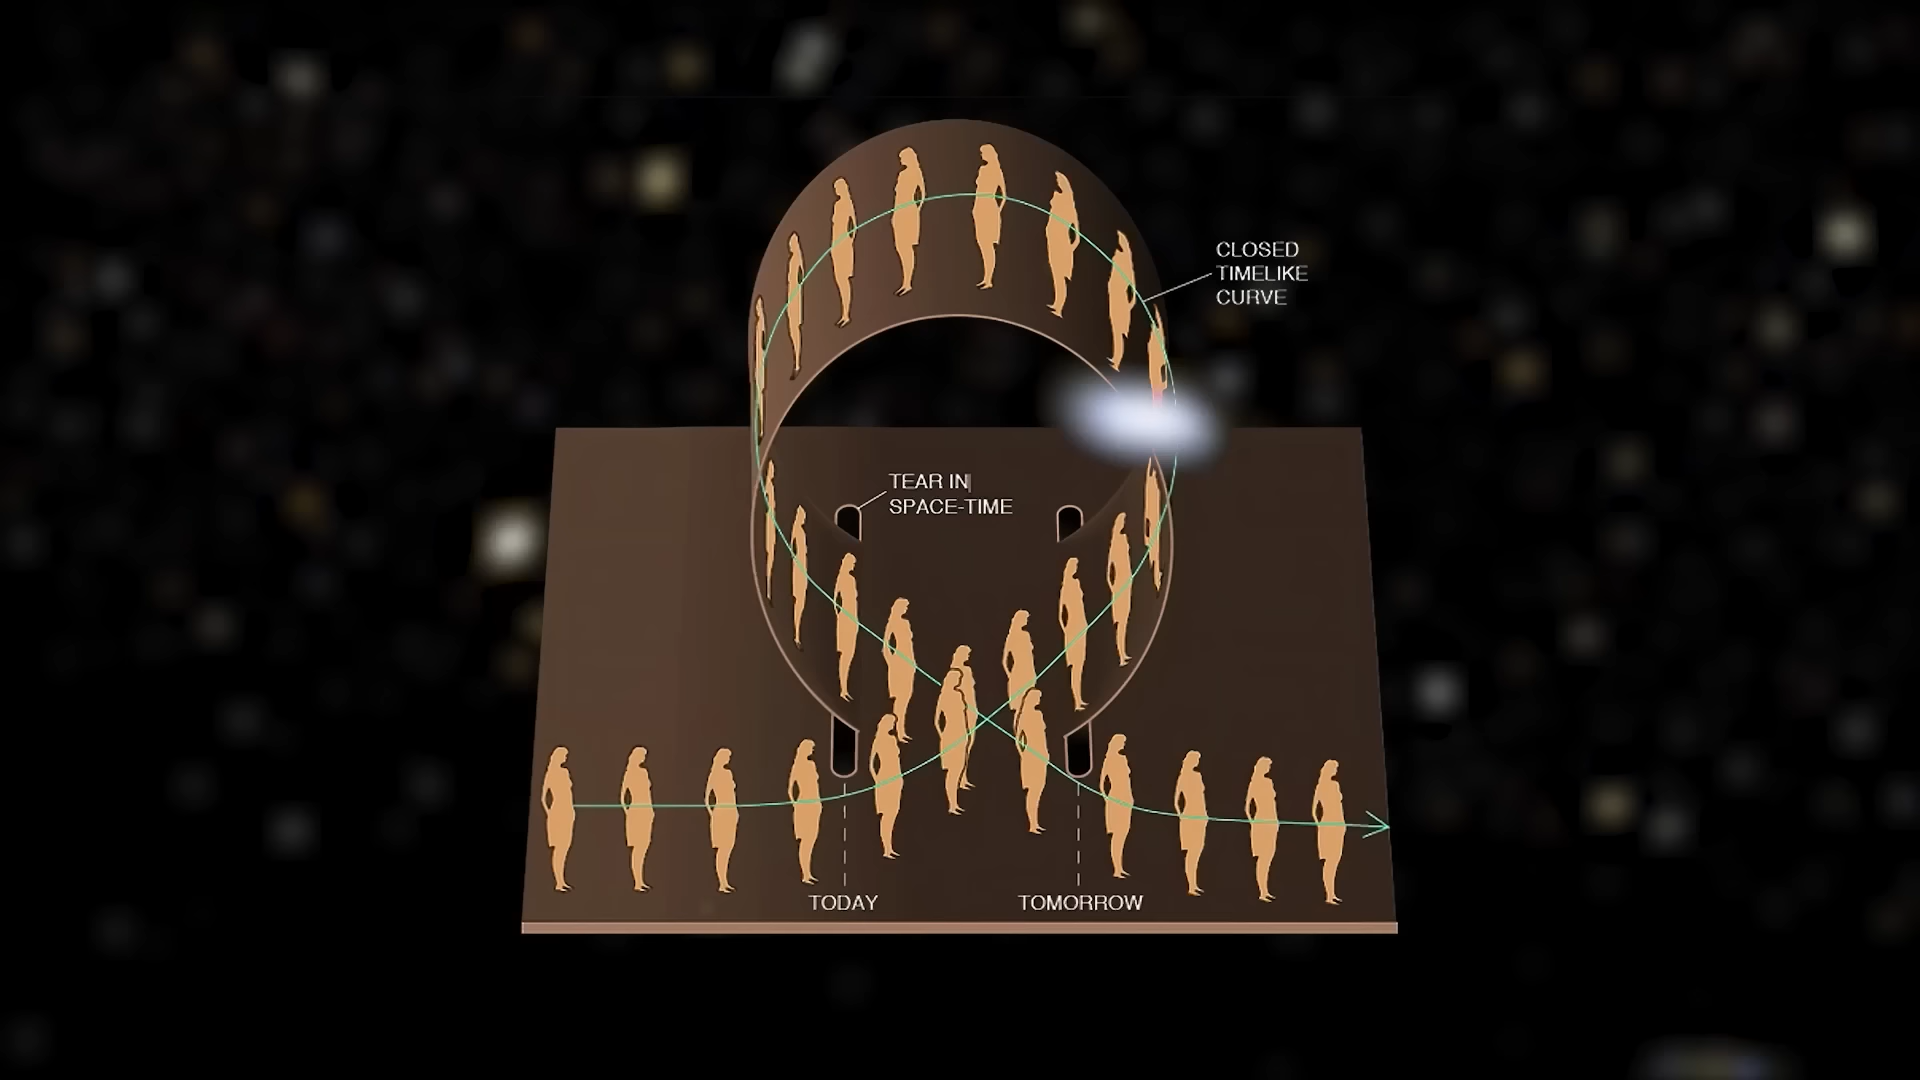 CLOSED
TIMELIKE
CURVE
TEAR IN
SPACE-TIME
TODAY
TOMORROW